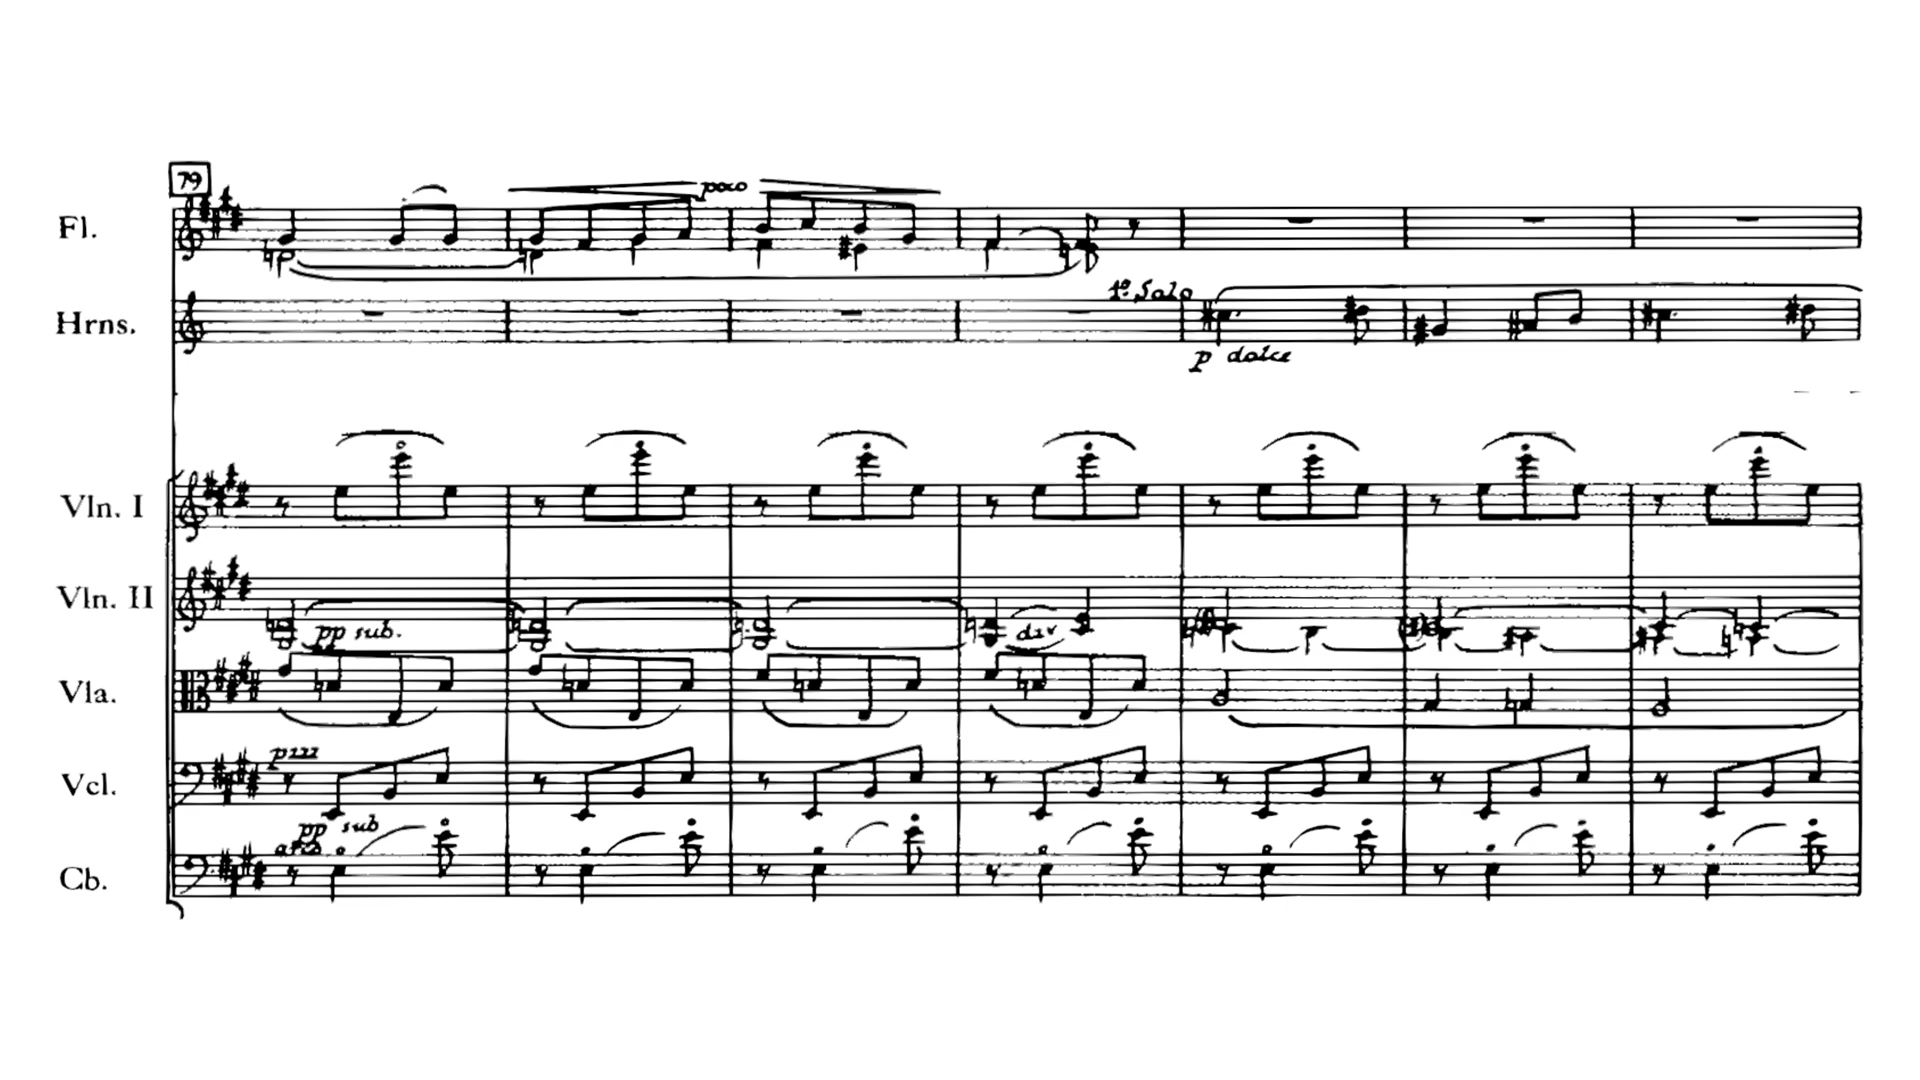 79
poco
Fl.
1º Solo
Hrns.
p dolce
Vln. I
Vln. II
pp sub.
div
Vla.
pizz
Vcl.
pp sub
arco
Cb.